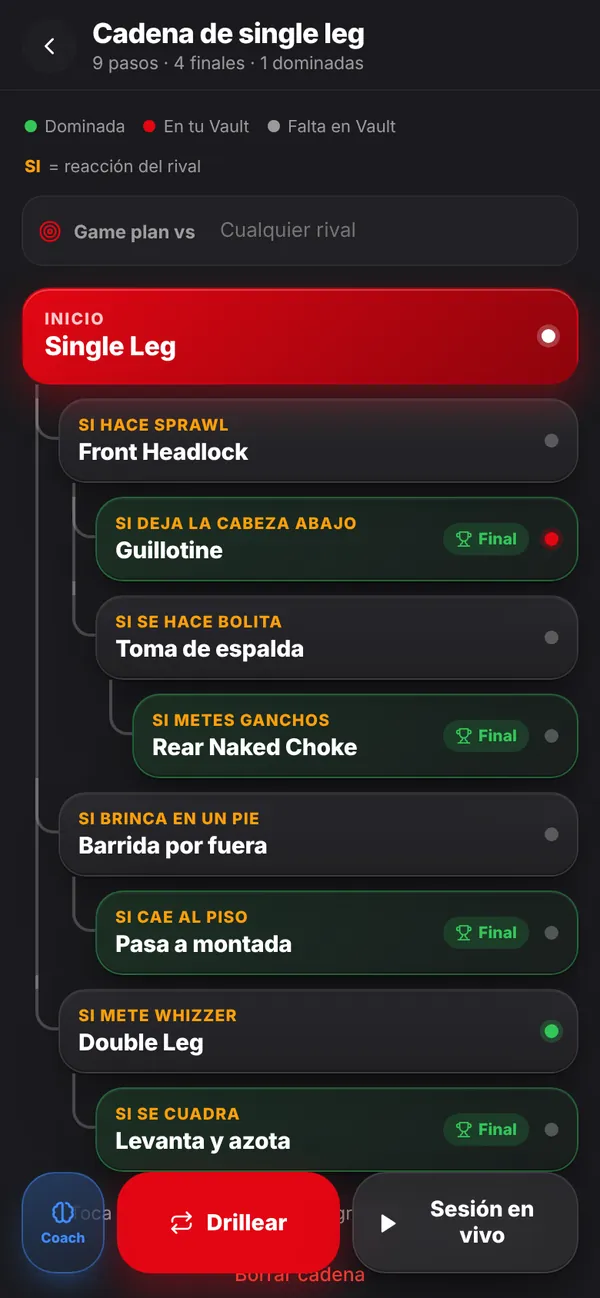 Cadena de single leg
9 pasos · 4 finales · 1 dominadas
Dominada
En tu Vault
Falta en Vault
SI = reacción del rival
Game plan vs
Cualquier rival
INICIO
Single Leg
SI HACE SPRAWL
Front Headlock
SI DEJA LA CABEZA ABAJO
Guillotine
Final
SI SE HACE BOLITA
Toma de espalda
SI METES GANCHOS
Rear Naked Choke
Final
SI BRINCA EN UN PIE
Barrida por fuera
SI CAE AL PISO
Pasa a montada
Final
SI METE WHIZZER
Double Leg
SI SE CUADRA
Levanta y azota
Final
Toca
Coach
Drillear
Sesión en
vivo
Borrar cadena